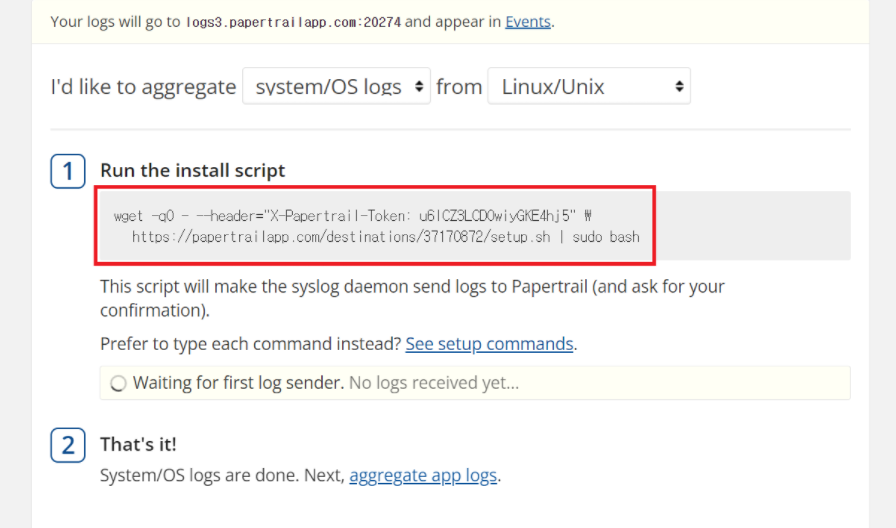 Your logs will go to logs3.papertrailapp.com:20274 and appear in Events.
I'd like to aggregate system/OS logs from Linux/Unix
1 Run the install script
wget -qO - --header="X-Papertrail-Token: u6lCZ3LCDOwiyGKE4hj5" ₩
https://papertrailapp.com/destinations/37170872/setup.sh | sudo bash
This script will make the syslog daemon send logs to Papertrail (and ask for your
confirmation).
Prefer to type each command instead? See setup commands.
Waiting for first log sender. No logs received yet...
2 That's it!
System/OS logs are done. Next, aggregate app logs.